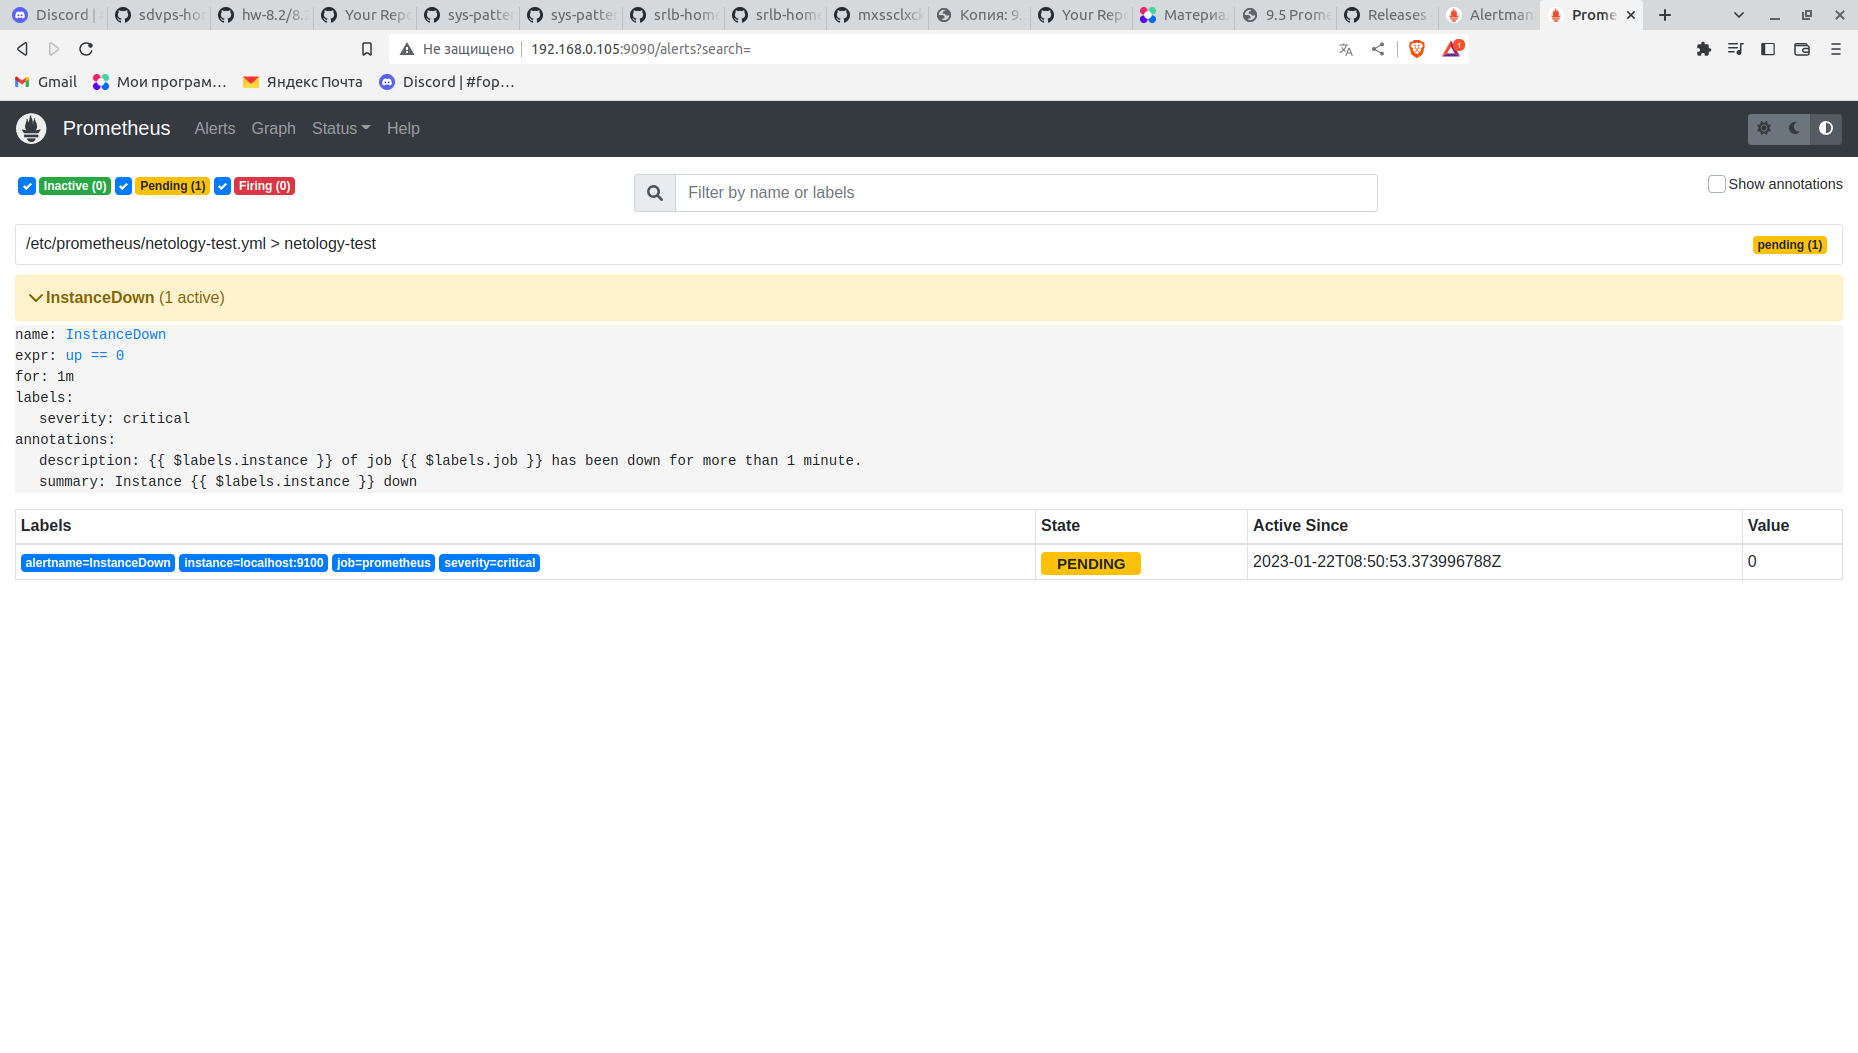 Discord | sdvps-hor hw-8.2/8. Your Repo sys-patter sys-patte srlb-home srlb-home mxssclxck Копия: 9. Your Repo Материа 9.5 Prome Releases Alertman Prome
Не защищено 192.168.0.105:9090/alerts?search= 1
Gmail Мои програм… Яндекс Почта Discord | #fop…
Prometheus Alerts Graph Status Help
Inactive (0) Pending (1) Firing (0) Filter by name or labels Show annotations
/etc/prometheus/netology-test.yml > netology-test pending (1)
InstanceDown (1 active)
name: InstanceDown
expr: up == 0
for: 1m
labels:
severity: critical
annotations:
description: {{ $labels.instance }} of job {{ $labels.job }} has been down for more than 1 minute.
summary: Instance {{ $labels.instance }} down
Labels State Active Since Value
alertname=InstanceDown instance=localhost:9100 job=prometheus severity=critical PENDING 2023-01-22T08:50:53.373996788Z 0